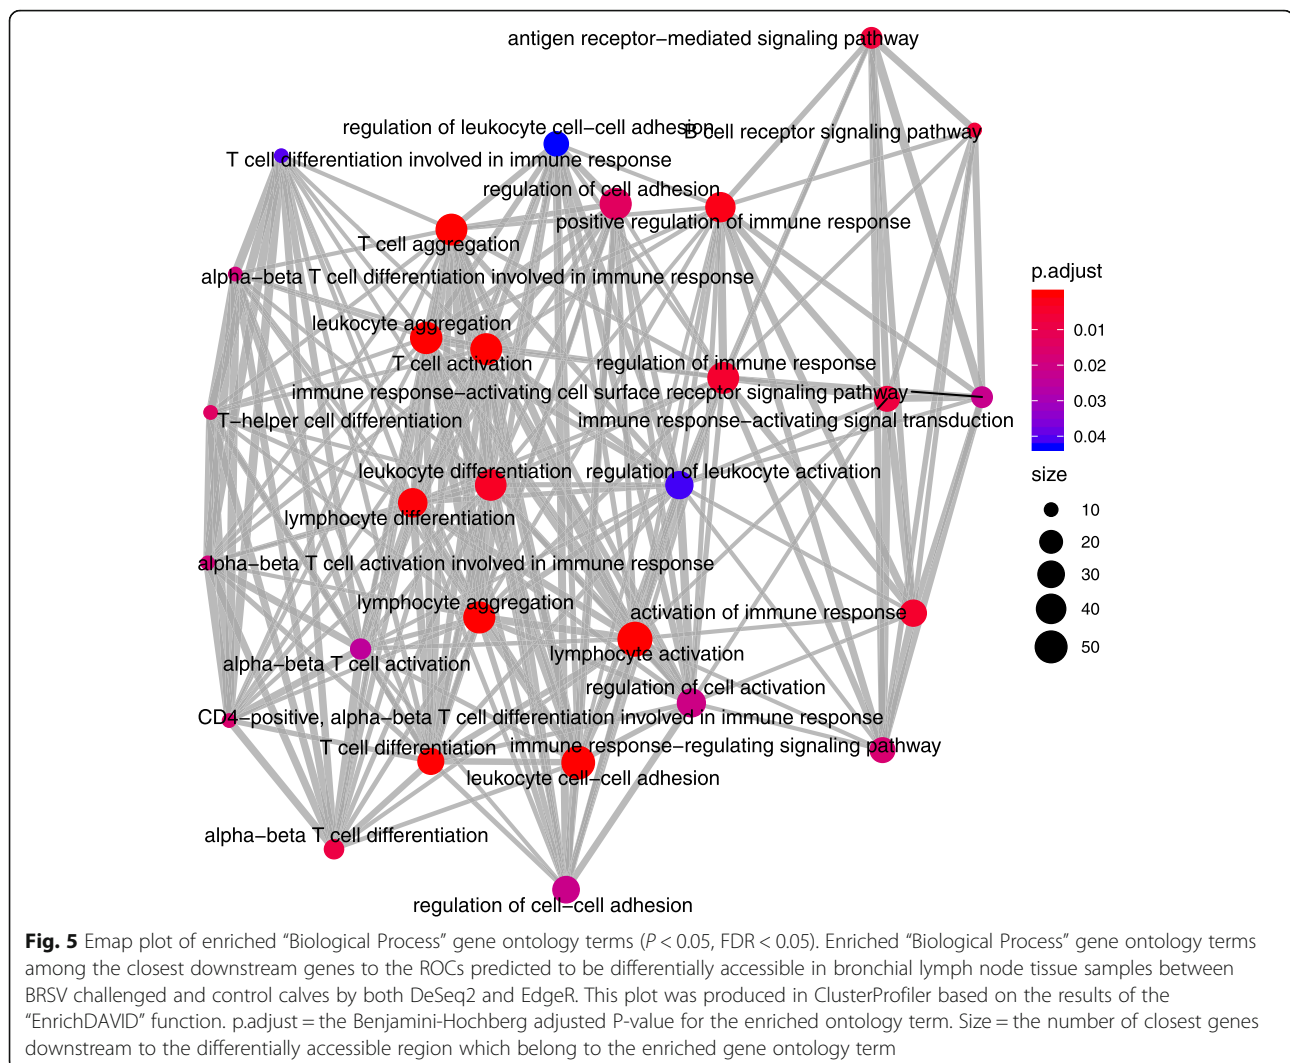 antigen receptor−mediated signaling pathway
regulation of leukocyte cell−cell adhesion
B cell receptor signaling pathway
T cell differentiation involved in immune response
regulation of cell adhesion
positive regulation of immune response
T cell aggregation
alpha−beta T cell differentiation involved in immune response
leukocyte aggregation
T cell activation
regulation of immune response
immune response−activating cell surface receptor signaling pathway
T−helper cell differentiation
immune response−activating signal transduction
leukocyte differentiation
regulation of leukocyte activation
lymphocyte differentiation
alpha−beta T cell activation involved in immune response
lymphocyte aggregation
activation of immune response
lymphocyte activation
alpha−beta T cell activation
regulation of cell activation
CD4−positive, alpha−beta T cell differentiation involved in immune response
T cell differentiation
immune response−regulating signaling pathway
leukocyte cell−cell adhesion
alpha−beta T cell differentiation
regulation of cell−cell adhesion
p.adjust
0.01
0.02
0.03
0.04
size
10
20
30
40
50
Fig. 5 Emap plot of enriched “Biological Process” gene ontology terms (P < 0.05, FDR < 0.05). Enriched “Biological Process” gene ontology terms
among the closest downstream genes to the ROCs predicted to be differentially accessible in bronchial lymph node tissue samples between
BRSV challenged and control calves by both DeSeq2 and EdgeR. This plot was produced in ClusterProfiler based on the results of the
“EnrichDAVID” function. p.adjust = the Benjamini-Hochberg adjusted P-value for the enriched ontology term. Size = the number of closest genes
downstream to the differentially accessible region which belong to the enriched gene ontology term